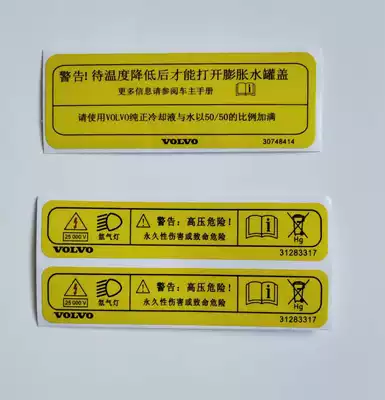 警告!待温度降低后才能打开膨胀水罐盖
更多信息请参阅车主手册
请使用VOLVO纯正冷却液与水以50/50的比例加满
VOLVO 30748414
25 000 V 氙气灯 警告:高压危险! 永久性伤害或致命危险 Hg
VOLVO 31283317
25 000 V 氙气灯 警告:高压危险! 永久性伤害或致命危险 Hg
VOLVO 31283317